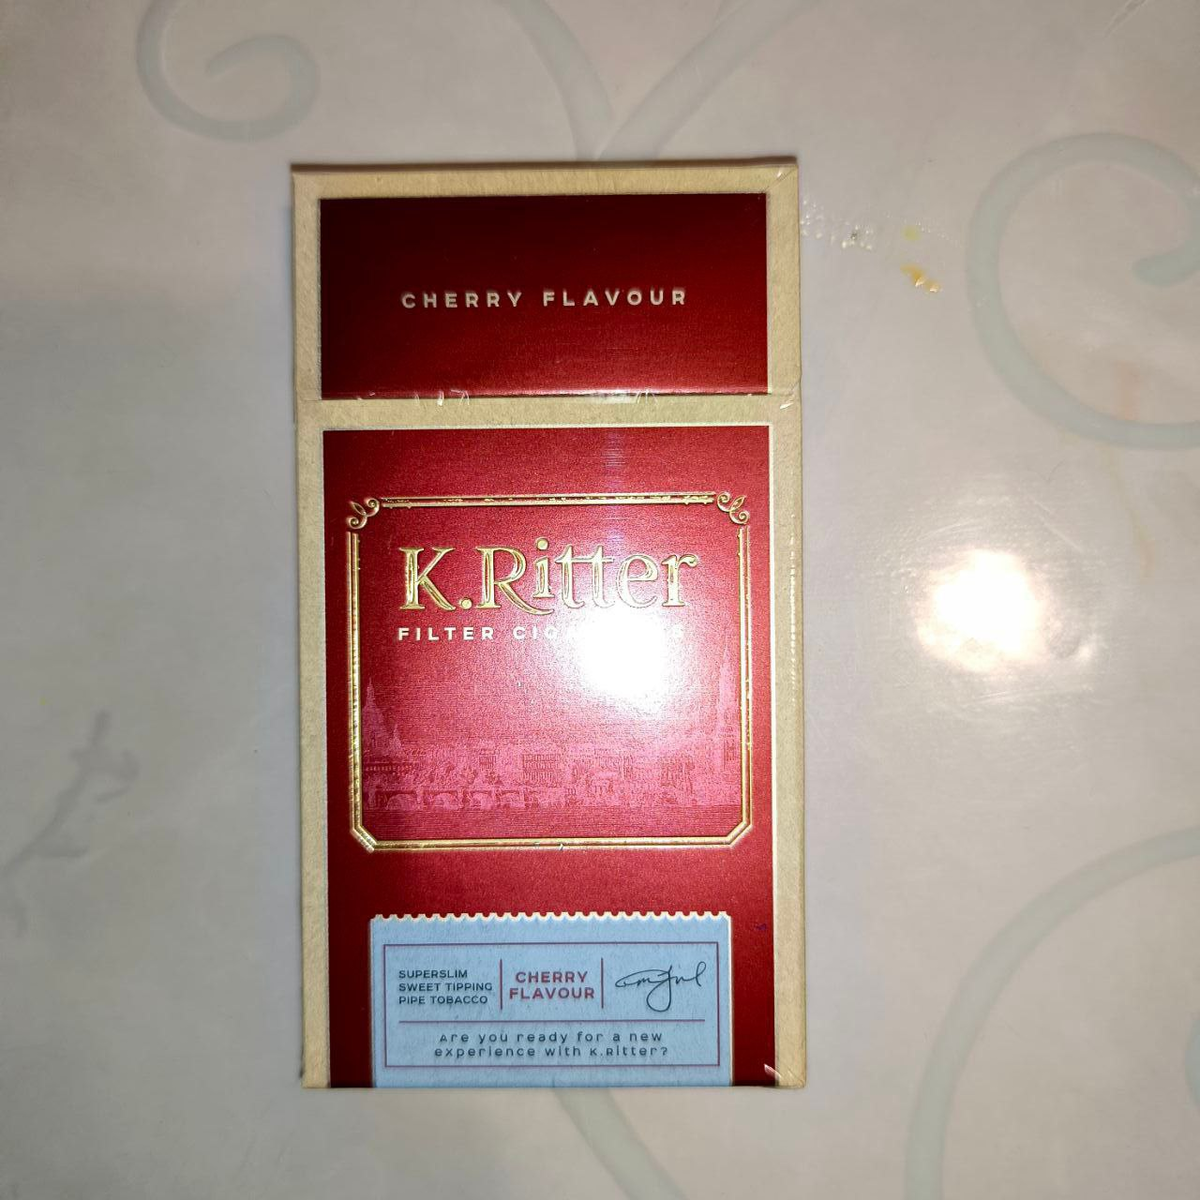 CHERRY FLAVOUR
K.Ritter
FILTER
SUPERSLIM
SWEET TIPPING
PIPE TOBACCO
CHERRY
FLAVOUR
Are you ready for a new
experience with K.Ritter?